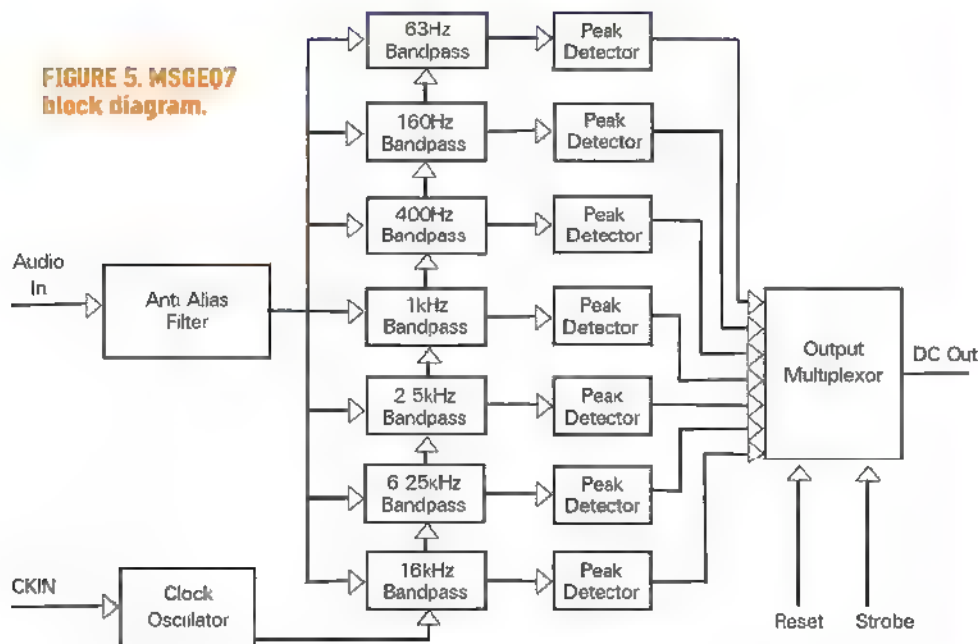 FIGURE 5. MSGEQ7
block diagram.
63Hz
Bandpass
Peak
Detector
160Hz
Bandpass
Peak
Detector
400Hz
Bandpass
Peak
Detector
Audio
In
Anti Alias
Filter
1kHz
Bandpass
Peak
Detector
Output
Multiplexor
DC Out
2 5kHz
Bandpass
Peak
Detector
6 25kHz
Bandpass
Peak
Detector
16kHz
Bandpass
Peak
Detector
CKIN
Clock
Oscillator
Reset
Strobe